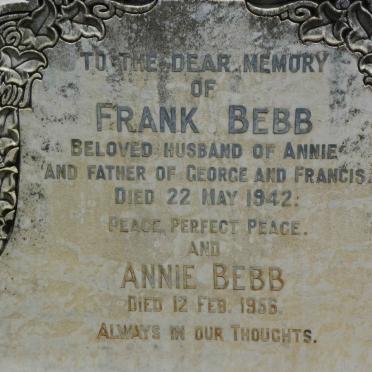 TO THE DEAR MEMORY
OF
FRANK BEBB
BELOVED HUSBAND OF ANNIE
AND FATHER OF GEORGE AND FRANCIS.
DIED 22 MAY 1942.
PEACE, PERFECT PEACE.
AND
ANNIE BEBB
DIED 12 FEB. 1956.
ALWAYS IN OUR THOUGHTS.